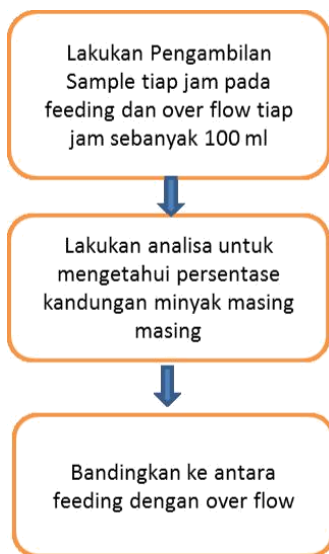 Lakukan Pengambilan
Sample tiap jam pada
feeding dan over flow tiap
jam sebanyak 100 ml
Lakukan analisa untuk
mengetahui persentase
kandungan minyak masing
masing
Bandingkan ke antara
feeding dengan over flow